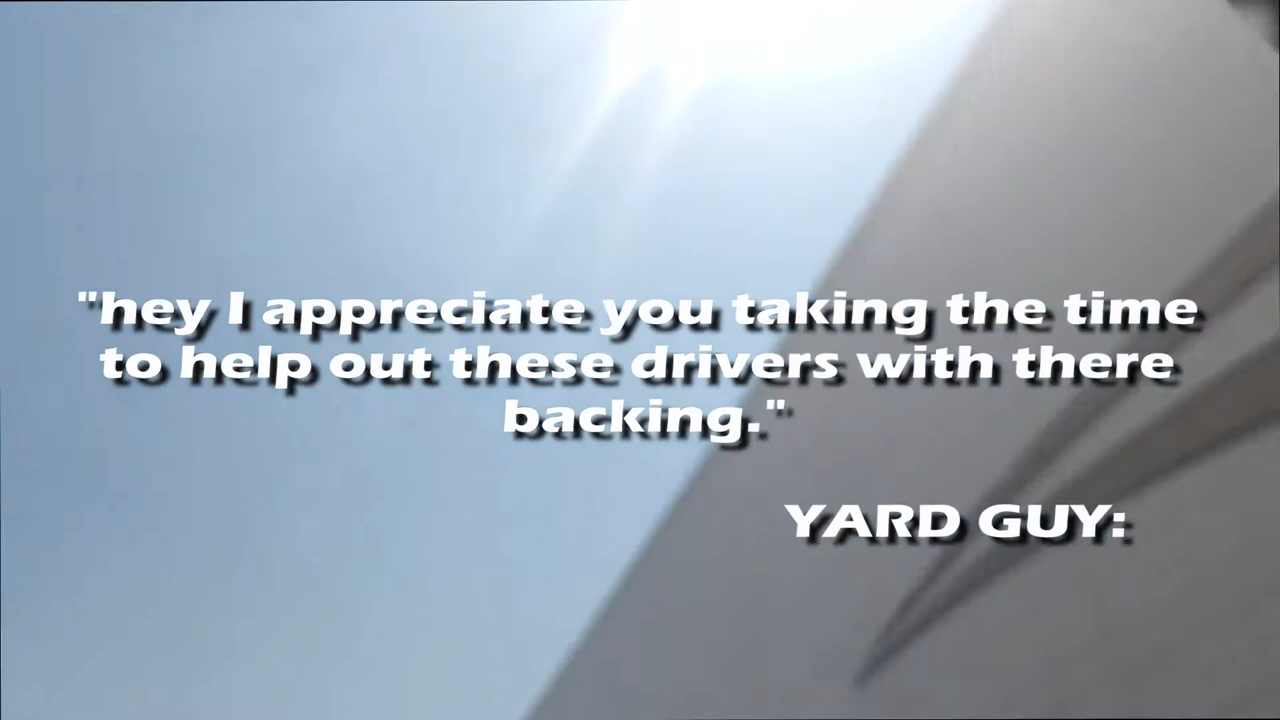 "hey I appreciate you taking the time
to help out these drivers with there
backing."
YARD GUY: